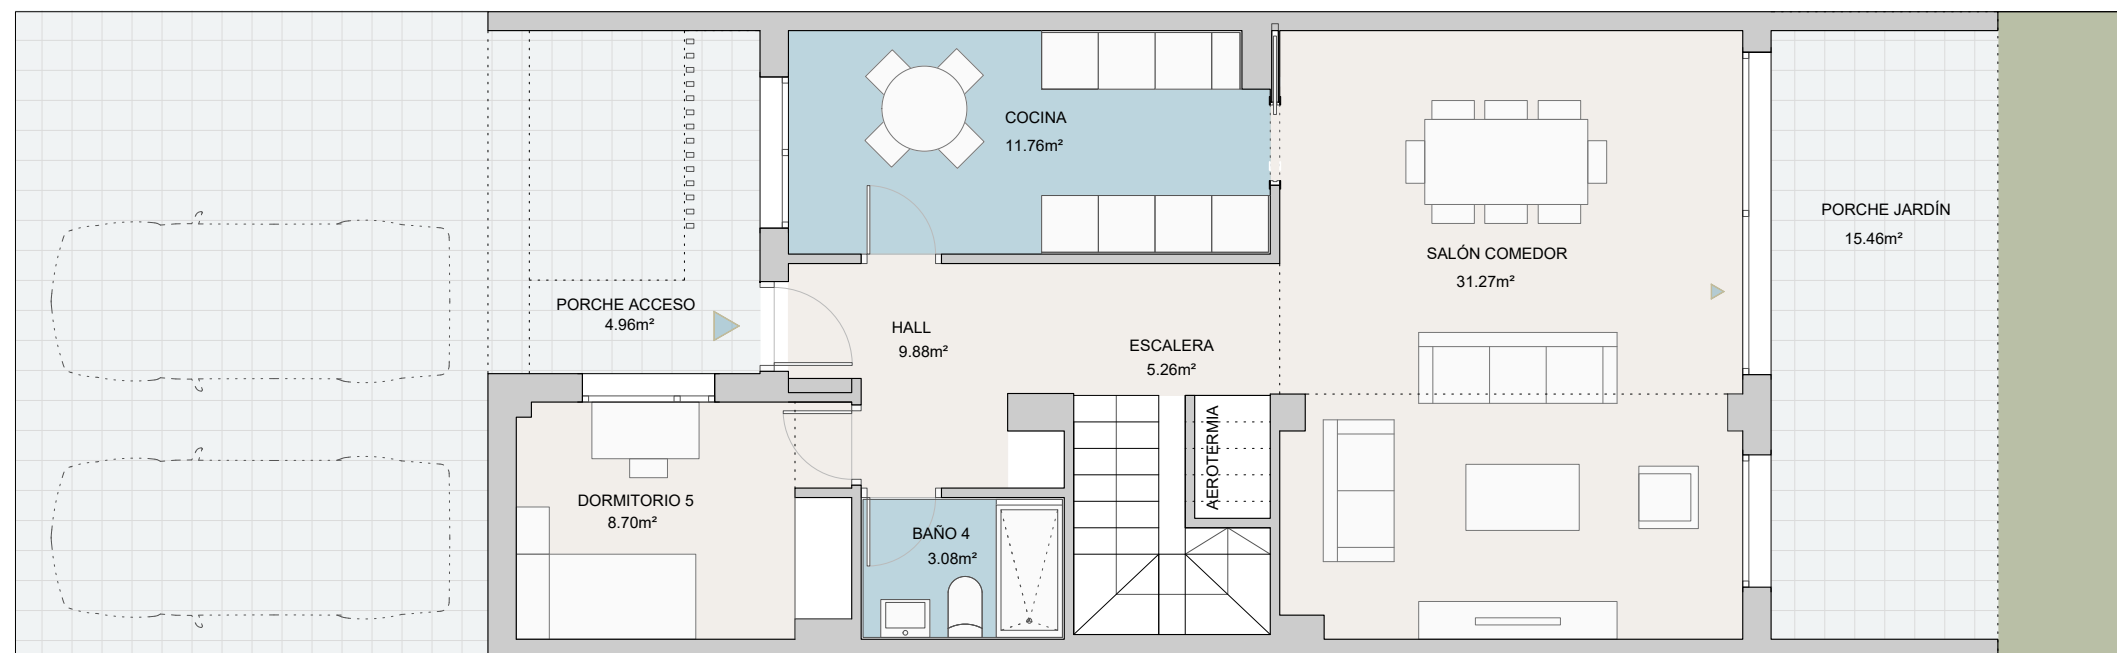 COCINA
11.76m²
PORCHE JARDÍN
15.46m²
SALÓN COMEDOR
31.27m²
PORCHE ACCESO
4.96m²
HALL
9.88m²
ESCALERA
5.26m²
AEROTERMIA
DORMITORIO 5
8.70m²
BAÑO 4
3.08m²